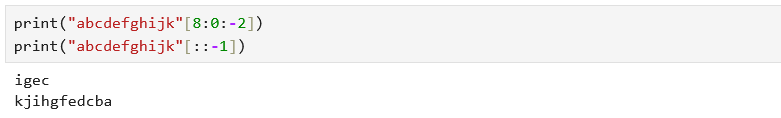 print("abcdefghijk"[8:0:-2])
print("abcdefghijk"[::-1])
igec
kjihgfedcba